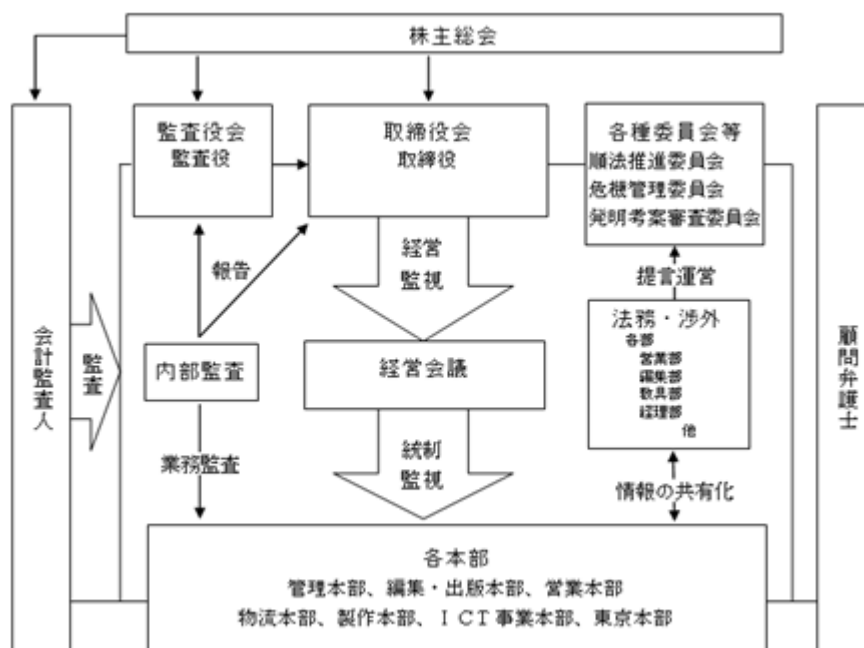 株主総会
監査役会
監査役
取締役会
取締役
各種委員会等
順法推進委員会
危機管理委員会
発明考案審査委員会
報告
経営
監視
提言運営
会計監査人
監査
内部監査
経営会議
法務・渉外
各部
営業部
編集部
教具部
経理部
他
顧問弁護士
業務監査
統制
監視
情報の共有化
各本部
管理本部、編集・出版本部、営業本部
物流本部、製作本部、ICT事業本部、東京本部